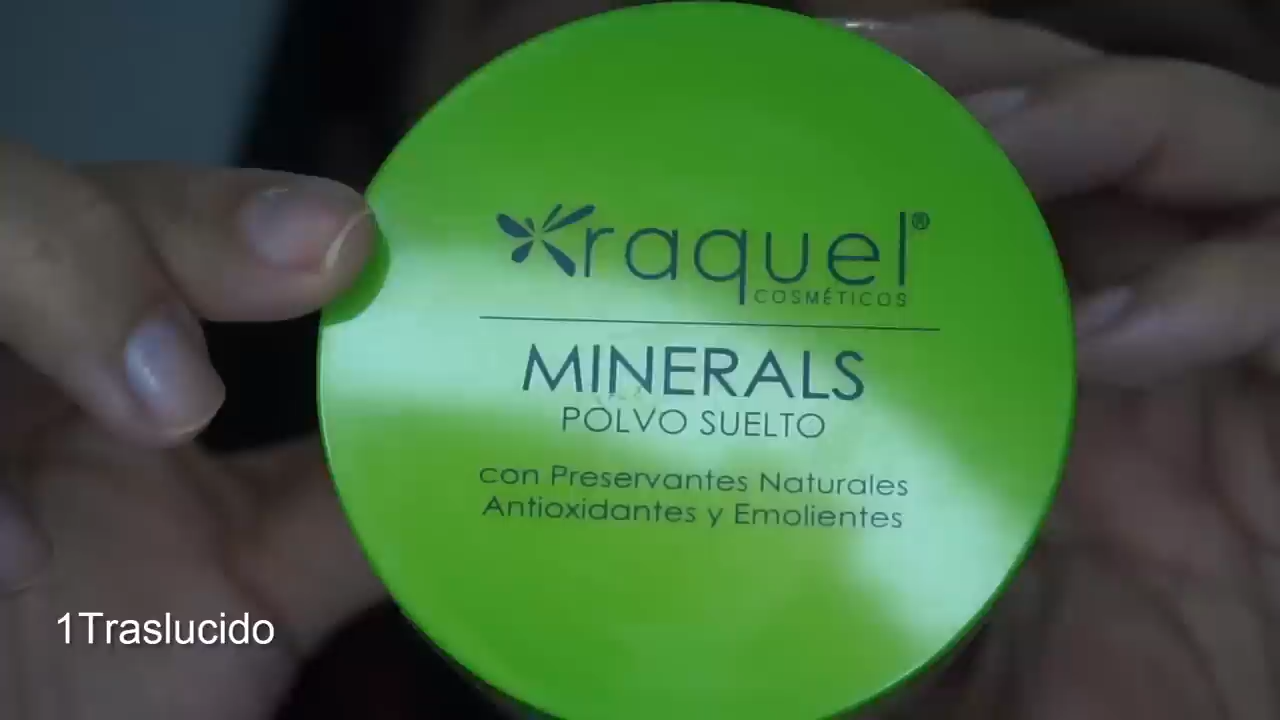 raquel®
COSMÉTICOS
MINERALS
POLVO SUELTO
con Preservantes Naturales
Antioxidantes y Emolientes
1Traslucido